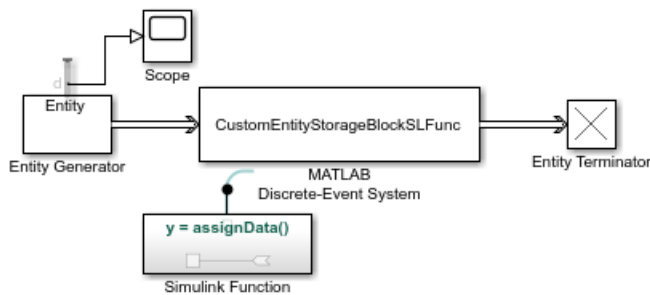 Scope
d
Entity
Entity Generator
CustomEntityStorageBlockSLFunc
MATLAB
Discrete-Event System
Entity Terminator
y = assignData()
Simulink Function